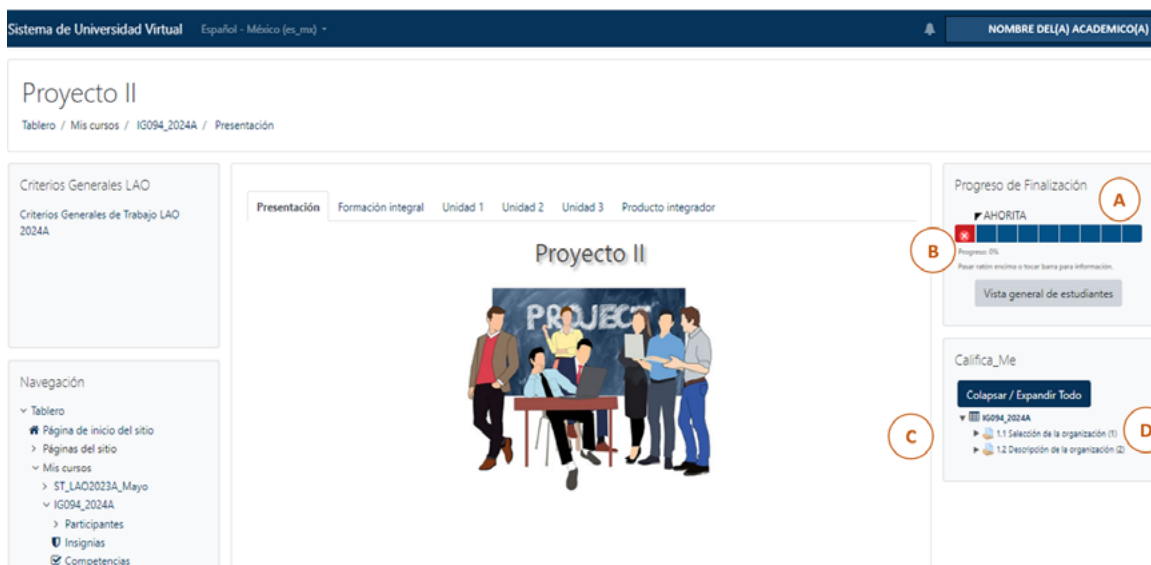 Sistema de Universidad Virtual Español - México (es_mx) NOMBRE DEL(A) ACADEMICO(A)
Proyecto II
Tablero / Mis cursos / IG094_2024A / Presentación
Criterios Generales LAO
Criterios Generales de Trabajo LAO
2024A
Navegación
Tablero
Página de inicio del sitio
Páginas del sitio
Mis cursos
ST_LAO2023A_Mayo
IG094_2024A
Participantes
Insignias
Competencias
Presentación Formación integral Unidad 1 Unidad 2 Unidad 3 Producto integrador
Proyecto II
PROJECT
Progreso de Finalización
A
AHORITA
B
Progreso: 0%
Pasar ratón encima o tocar barra para información.
Vista general de estudiantes
Califica_Me
Colapsar / Expandir Todo
IG094_2024A
C
1.1 Selección de la organización (1)
D
1.2 Descripción de la organización (2)